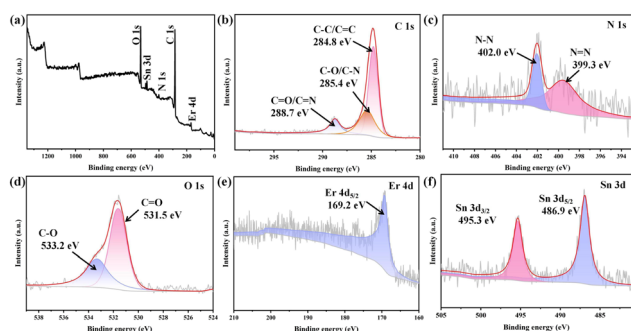 (a)
O 1s
Sn 3d
N 1s
C 1s
Er 4d
Intensity (a.u.)
1200
900
600
300
0
Binding energy (eV)
(b)
C 1s
C-C/C=C
284.8 eV
C-O/C-N
285.4 eV
C=O/C=N
288.7 eV
Intensity (a.u.)
295
290
285
280
Binding energy (eV)
(c)
N 1s
N-N
402.0 eV
N=N
399.3 eV
Intensity (a.u.)
410
408
406
404
402
400
398
396
394
Binding energy (eV)
(d)
O 1s
C=O
531.5 eV
C-O
533.2 eV
Intensity (a.u.)
538
536
534
532
530
528
526
524
Binding energy (eV)
(e)
Er 4d
Er 4d5/2
169.2 eV
Intensity (a.u.)
210
200
190
180
170
160
Binding energy (eV)
(f)
Sn 3d
Sn 3d3/2
495.3 eV
Sn 3d5/2
486.9 eV
Intensity (a.u.)
505
500
495
490
485
Binding energy (eV)